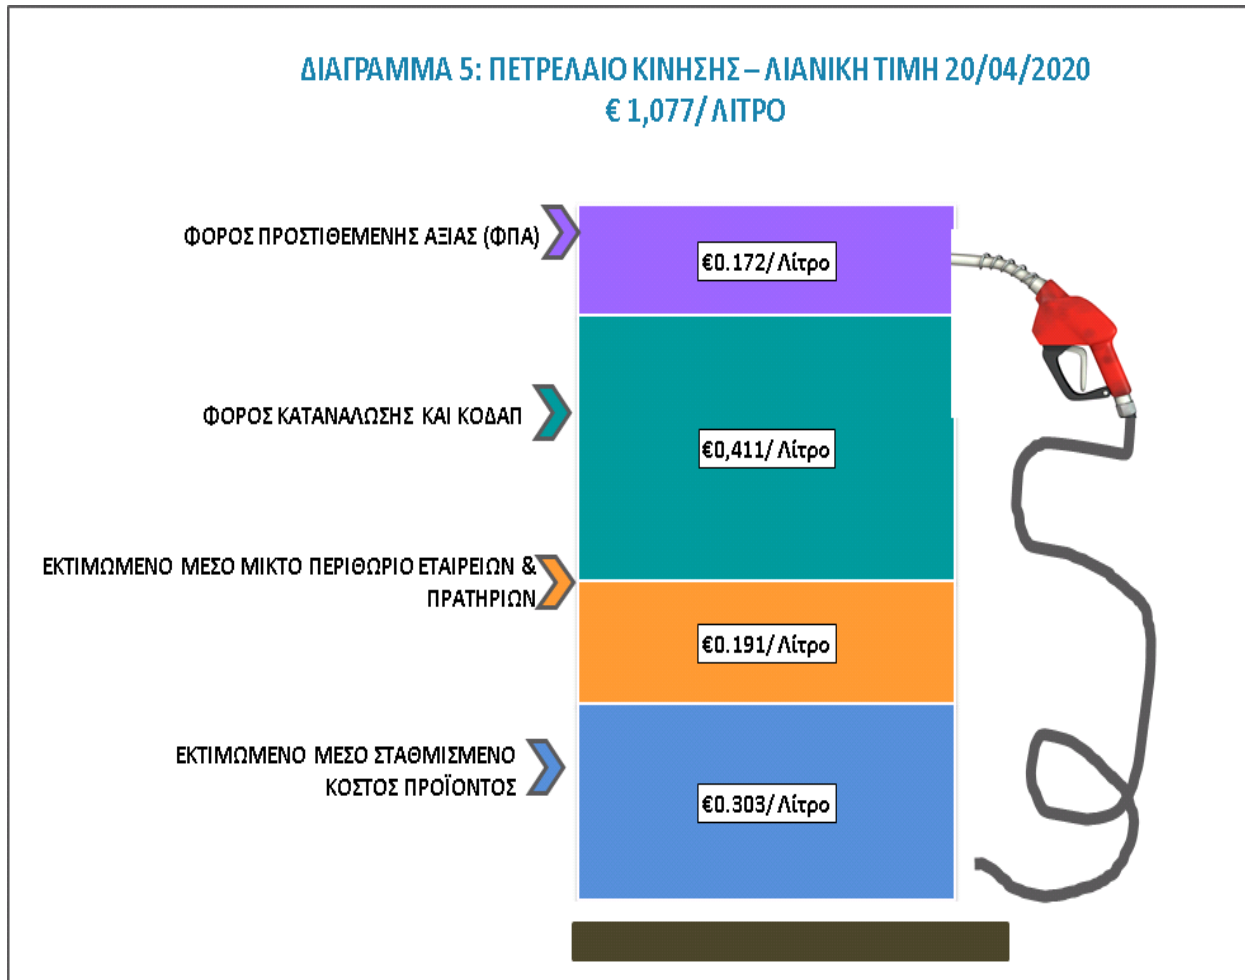 ΔΙΑΓΡΑΜΜΑ 5: ΠΕΤΡΕΛΑΙΟ ΚΙΝΗΣΗΣ – ΛΙΑΝΙΚΗ ΤΙΜΗ 20/04/2020
€ 1,077/ ΛΙΤΡΟ
ΦΟΡΟΣ ΠΡΟΣΤΙΘΕΜΕΝΗΣ ΑΞΙΑΣ (ΦΠΑ)
€0.172/ Λίτρο
ΦΟΡΟΣ ΚΑΤΑΝΑΛΩΣΗΣ ΚΑΙ ΚΟΔΑΠ
€0,411/ Λίτρο
ΕΚΤΙΜΩΜΕΝΟ ΜΕΣΟ ΜΙΚΤΟ ΠΕΡΙΘΩΡΙΟ ΕΤΑΙΡΕΙΩΝ &
ΠΡΑΤΗΡΙΩΝ
€0.191/ Λίτρο
ΕΚΤΙΜΩΜΕΝΟ ΜΕΣΟ ΣΤΑΘΜΙΣΜΕΝΟ
ΚΟΣΤΟΣ ΠΡΟΪΟΝΤΟΣ
€0.303/ Λίτρο